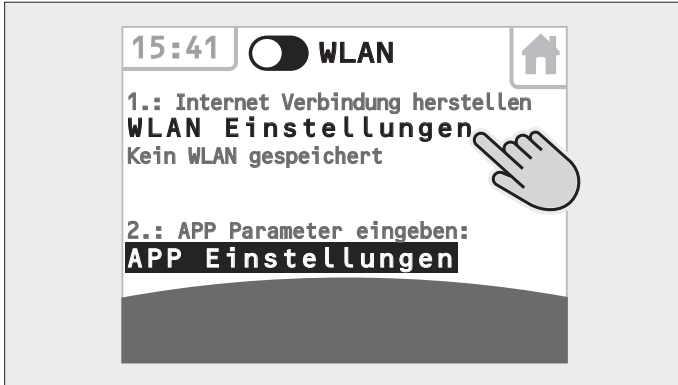 15:41 WLAN
1.: Internet Verbindung herstellen
WLAN Einstellungen
Kein WLAN gespeichert
2.: APP Parameter eingeben:
APP Einstellungen